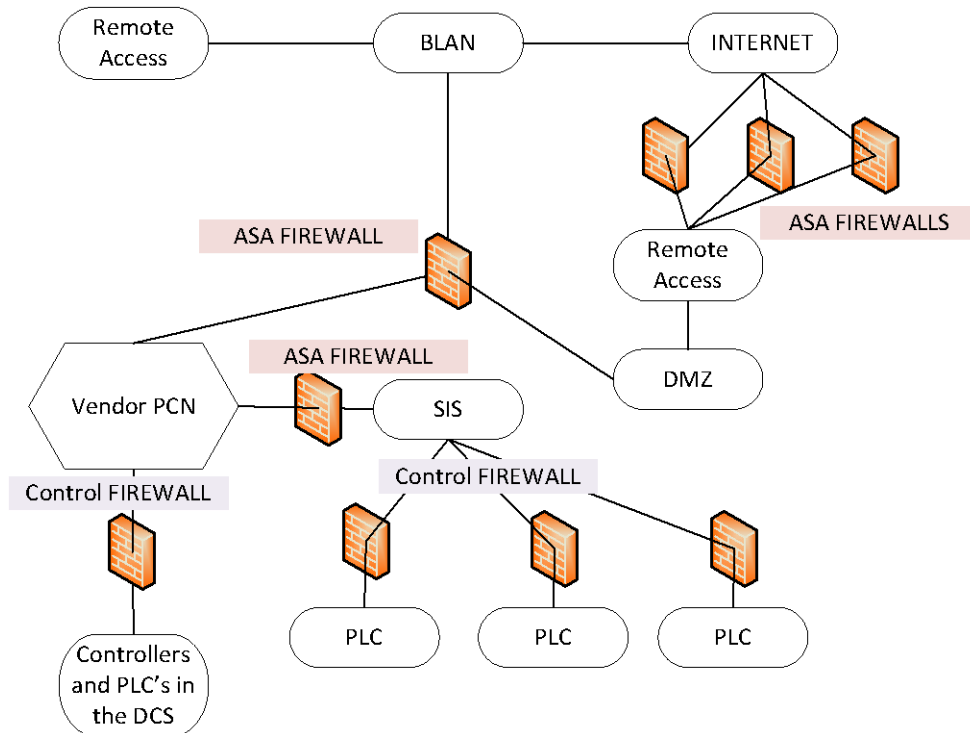 Remote
Access
BLAN
INTERNET
ASA FIREWALL
ASA FIREWALLS
Remote
Access
ASA FIREWALL
DMZ
Vendor PCN
SIS
Control FIREWALL
Control FIREWALL
PLC
PLC
PLC
Controllers
and PLC's in
the DCS